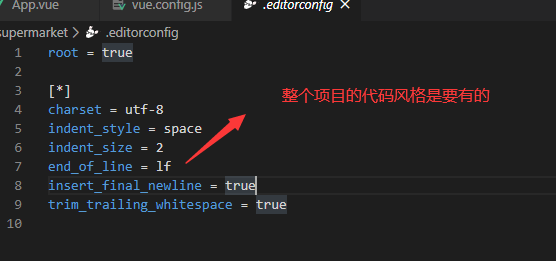 App.vue vue.config.js .editorconfig ×
supermarket > .editorconfig
1 root = true
2
3 [*]
4 charset = utf-8
5 indent_style = space
6 indent_size = 2
7 end_of_line = lf
8 insert_final_newline = true
9 trim_trailing_whitespace = true
10
整个项目的代码风格是要有的